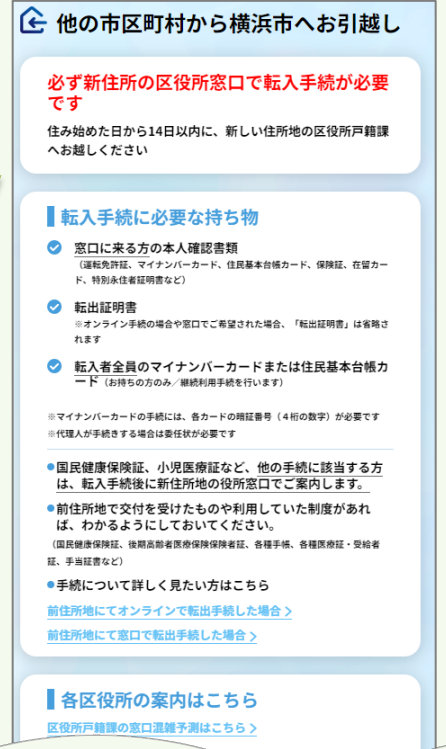 他の市区町村から横浜市へお引越し
必ず新住所の区役所窓口で転入手続が必要
です
住み始めた日から14日以内に、新しい住所地の区役所戸籍課
へお越しください
転入手続に必要な持ち物
窓口に来る方の本人確認書類
（運転免許証、マイナンバーカード、住民基本台帳カード、保険証、在留カー
ド、特別永住者証明書など）
転出証明書
※オンライン手続の場合や窓口でご希望された場合、「転出証明書」は省略さ
れます
転入者全員のマイナンバーカードまたは住民基本台帳カ
ード（お持ちの方のみ／継続利用手続を行います）
※マイナンバーカードの手続には、各カードの暗証番号（４桁の数字）が必要です
※代理人が手続きする場合は委任状が必要です
●国民健康保険証、小児医療証など、他の手続に該当する方
は、転入手続後に新住所地の役所窓口でご案内します。
●前住所地で交付を受けたものや利用していた制度があれ
ば、わかるようにしておいてください。
（国民健康保険証、後期高齢者医療保険保険者証、各種手帳、各種医療証・受給者
証、手当証書など）
●手続について詳しく見たい方はこちら
前住所地にてオンラインで転出手続した場合 >
前住所地にて窓口で転出手続した場合 >
各区役所の案内はこちら
区役所戸籍課の窓口混雑予測はこちら >